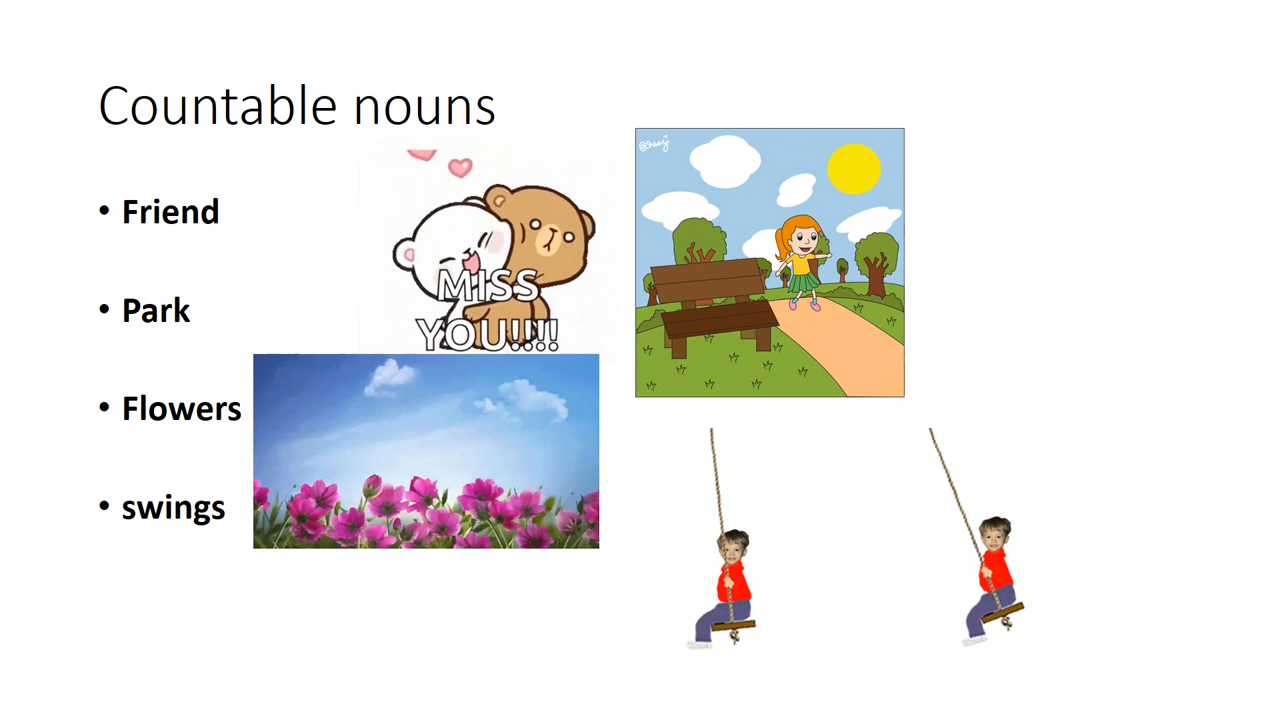 Countable nouns
• Friend
• Park
• Flowers
• swings
MISS
YOU!!!!